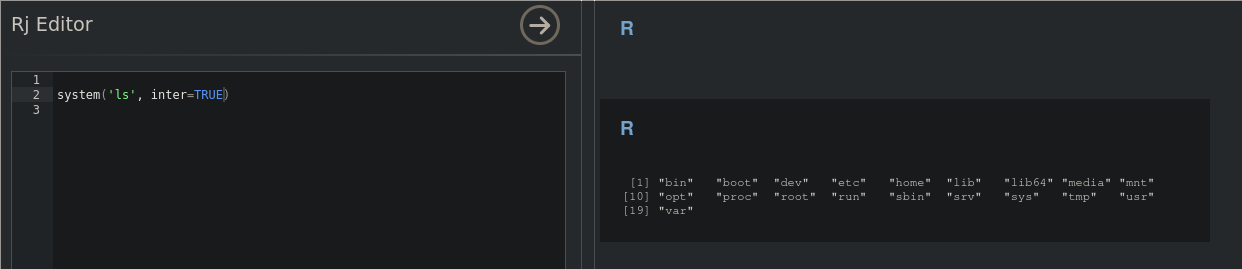 Rj Editor
1
2 system('ls', inter=TRUE)
3
R
R
[1] "bin" "boot" "dev" "etc" "home" "lib" "lib64" "media" "mnt"
[10] "opt" "proc" "root" "run" "sbin" "srv" "sys" "tmp" "usr"
[19] "var"